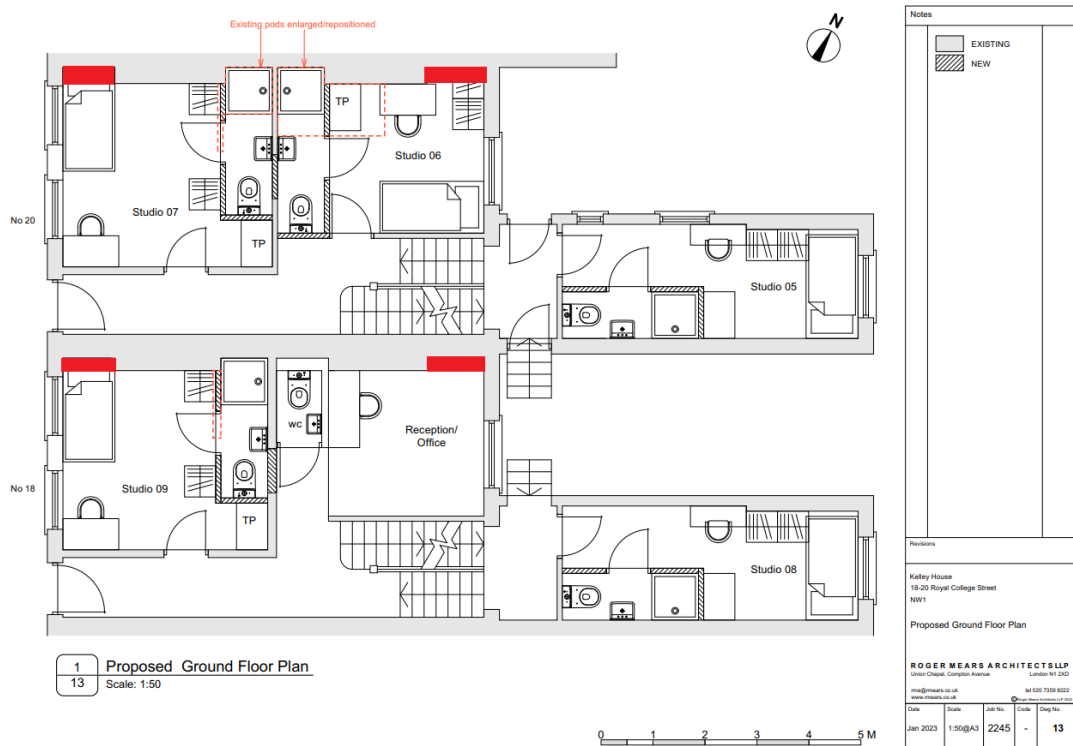 Existing pods enlarged/repositioned
N
TP
Studio 06
Studio 07
No 20
TP
Studio 05
WC
Reception/
Office
Studio 09
No 18
TP
Studio 08
1
13
Proposed Ground Floor Plan
Scale: 1:50
0 1 2 3 4 5 M
Notes
EXISTING
NEW
Revisions
Kelley House
18-20 Royal College Street
NW1
Proposed Ground Floor Plan
ROGER MEARS ARCHITECTS LLP
Union Chapel, Compton Avenue London N1 2XD
rma@rmears.co.uk tel 020 7359 8222
www.rmears.co.uk
Date Scale Job No. Code Dwg No.
Jan 2023 1:50@A3 2245 - 13